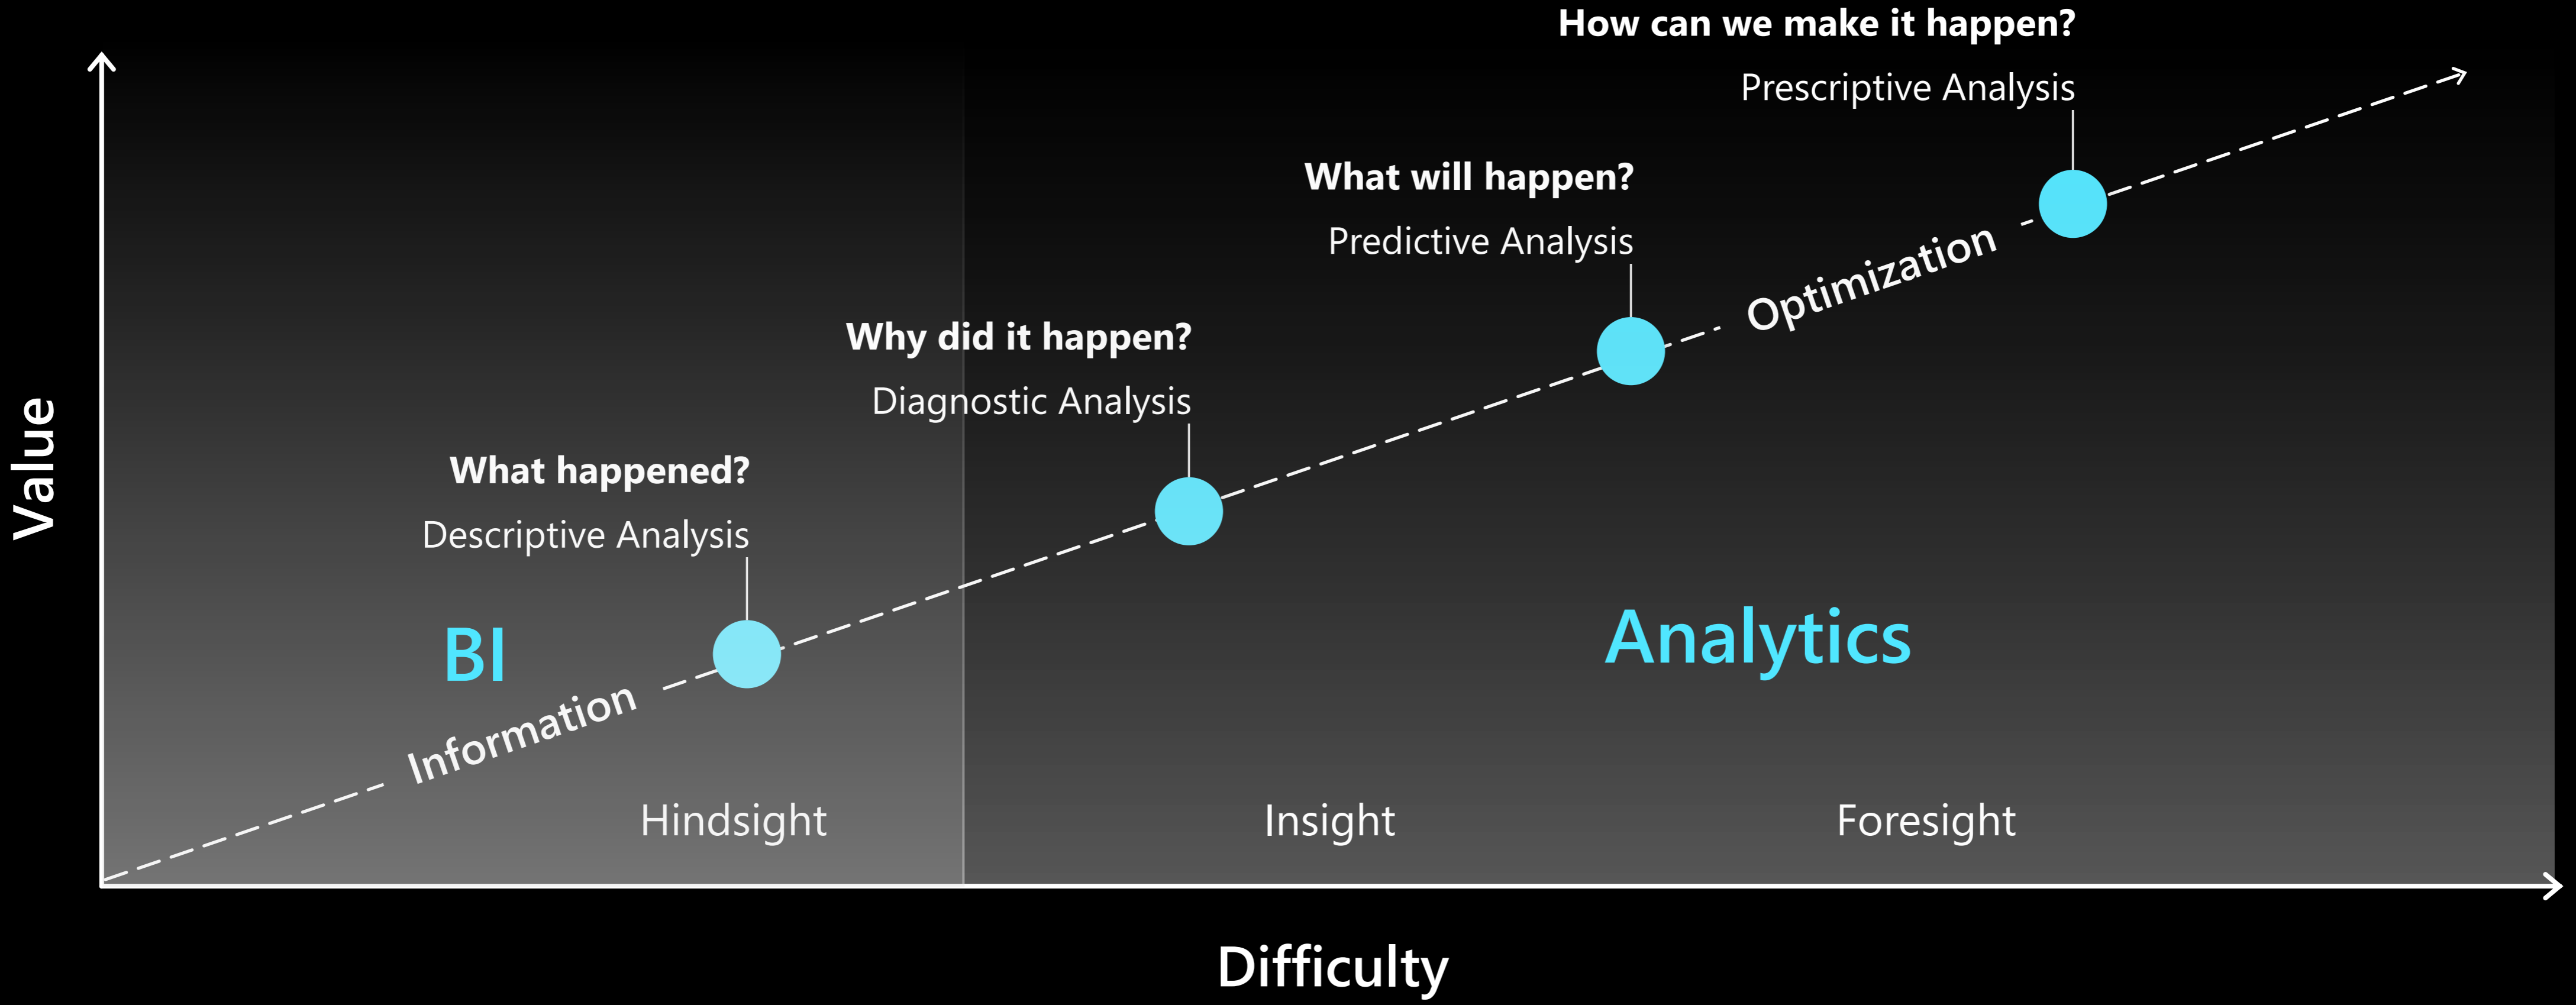 How can we make it happen?
Prescriptive Analysis
What will happen?
Predictive Analysis
Optimization
Why did it happen?
Diagnostic Analysis
Value
What happened?
Descriptive Analysis
BI
Analytics
Information
Hindsight
Insight
Foresight
Difficulty